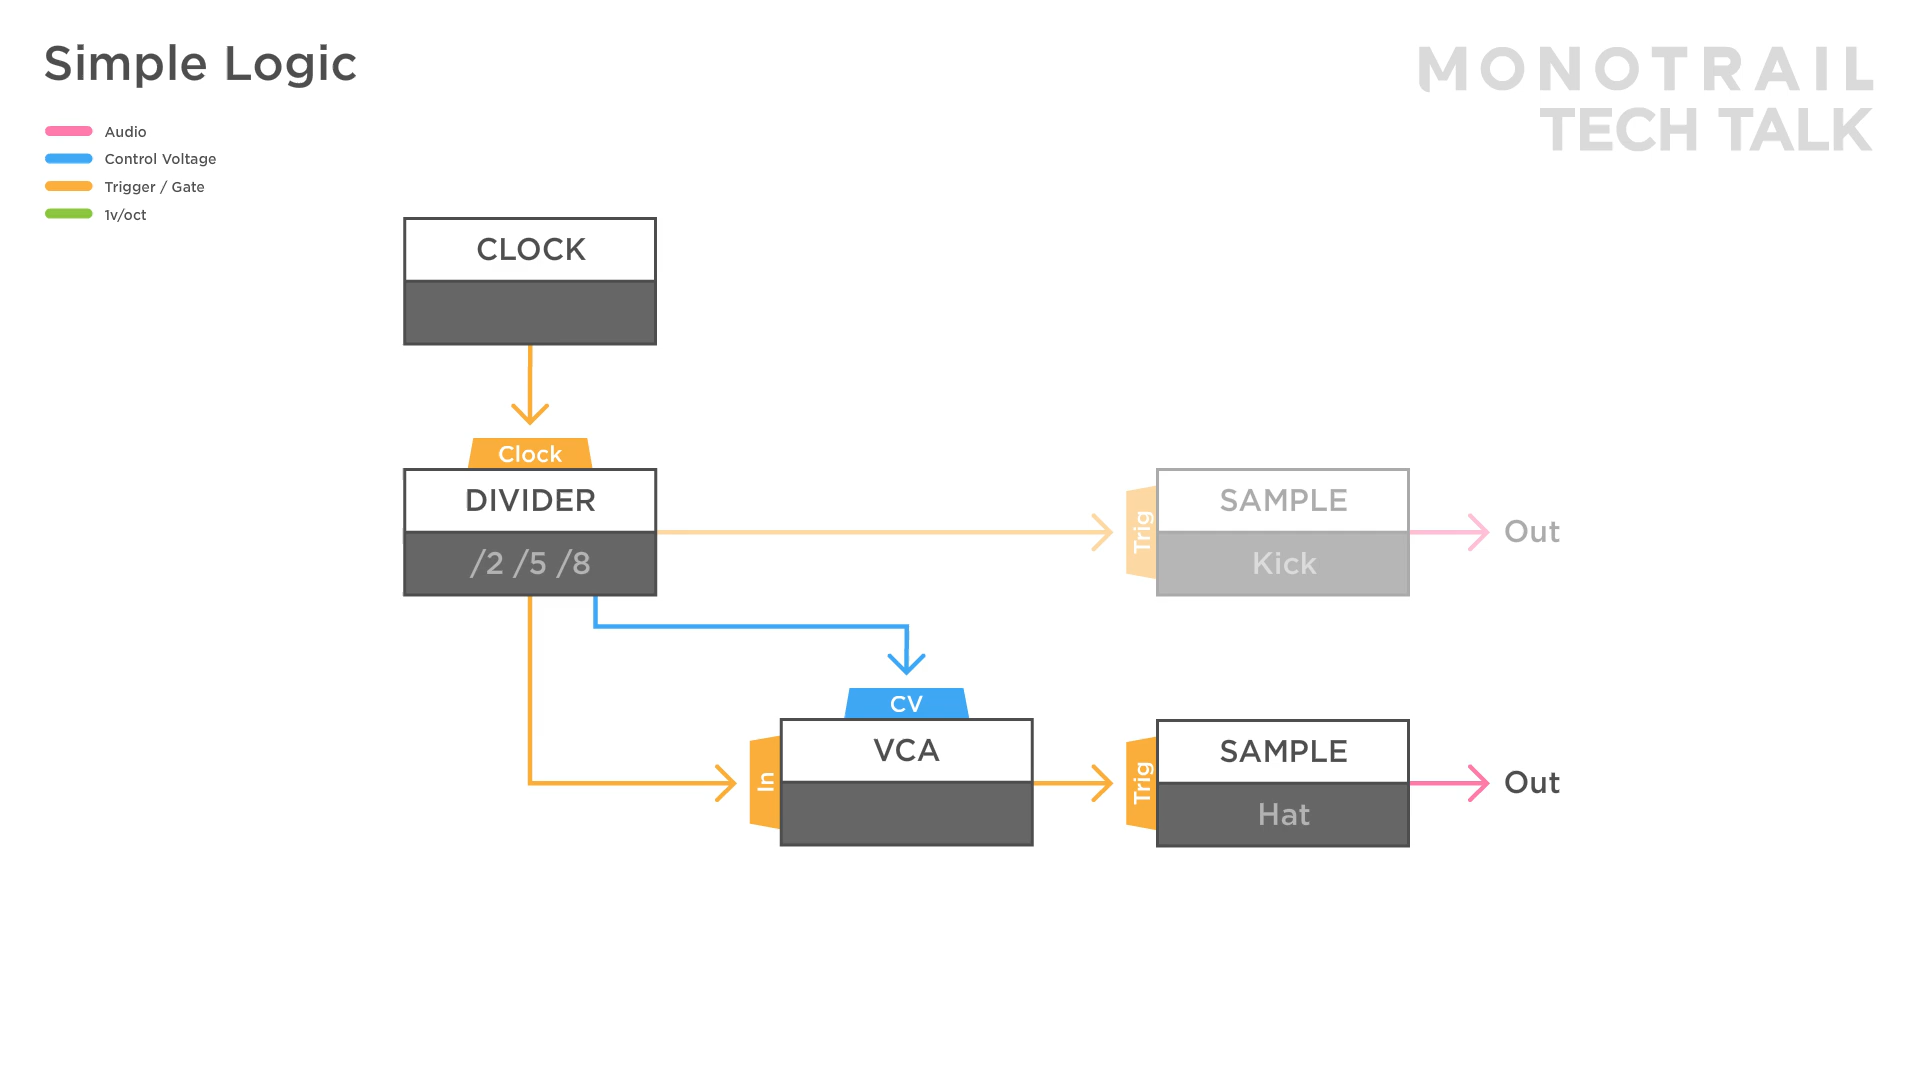 Simple Logic
MONOTRAIL
TECH TALK
Audio
Control Voltage
Trigger / Gate
1v/oct
CLOCK
Clock
DIVIDER
/2 /5 /8
Trig
SAMPLE
Kick
Out
CV
In
VCA
Trig
SAMPLE
Hat
Out